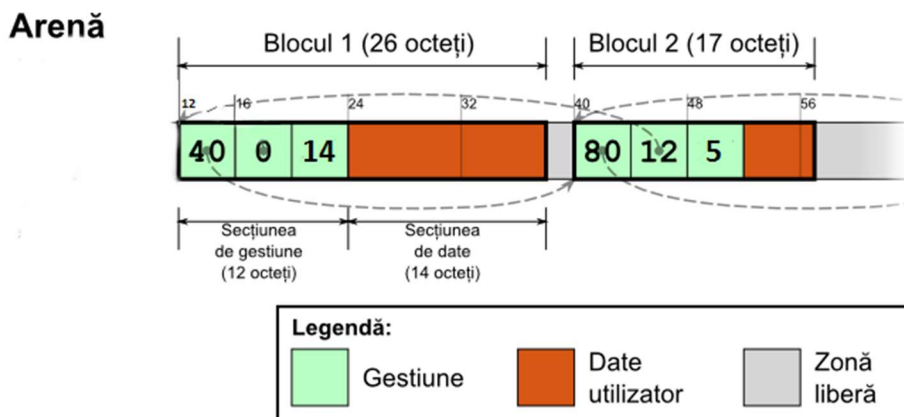 Arenă
Blocul 1 (26 octeți)
Blocul 2 (17 octeți)
12 16 24 32 40 48 56
40 0 14 80 12 5
Secțiunea
de gestiune
(12 octeți)
Secțiunea
de date
(14 octeți)
Legendă:
Gestiune
Date
utilizator
Zonă
liberă